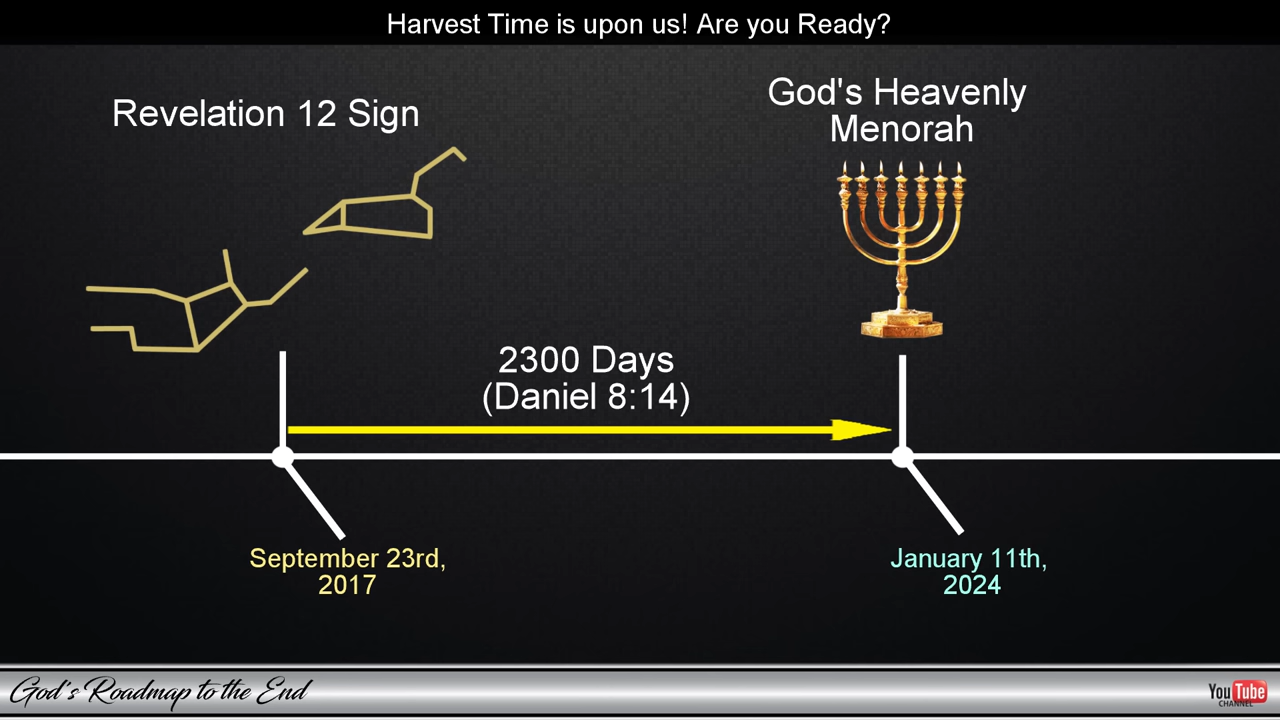 Harvest Time is upon us! Are you Ready?
Revelation 12 Sign
God's Heavenly
Menorah
2300 Days
(Daniel 8:14)
September 23rd,
2017
January 11th,
2024
God's Roadmap to the End
YouTube
CHANNEL